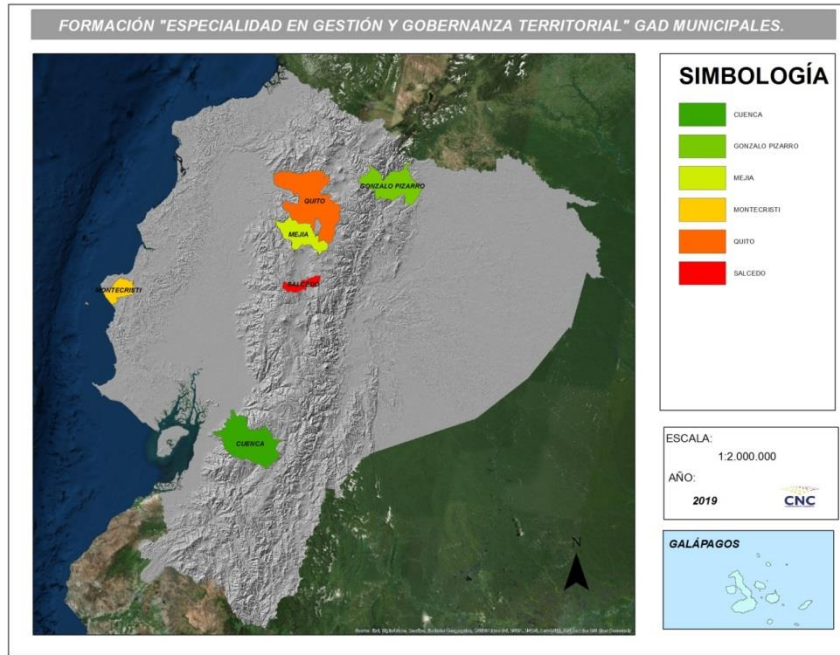 FORMACIÓN "ESPECIALIDAD EN GESTIÓN Y GOBERNANZA TERRITORIAL" GAD MUNICIPALES.
SIMBOLOGÍA
CUENCA
GONZALO PIZARRO
MEJIA
MONTECRISTI
QUITO
SALCEDO
GONZALO PIZARRO
QUITO
MEJIA
SALCEDO
MONTECRISTI
CUENCA
N
ESCALA:
1:2.000.000
AÑO:
2019
CNC
GALÁPAGOS